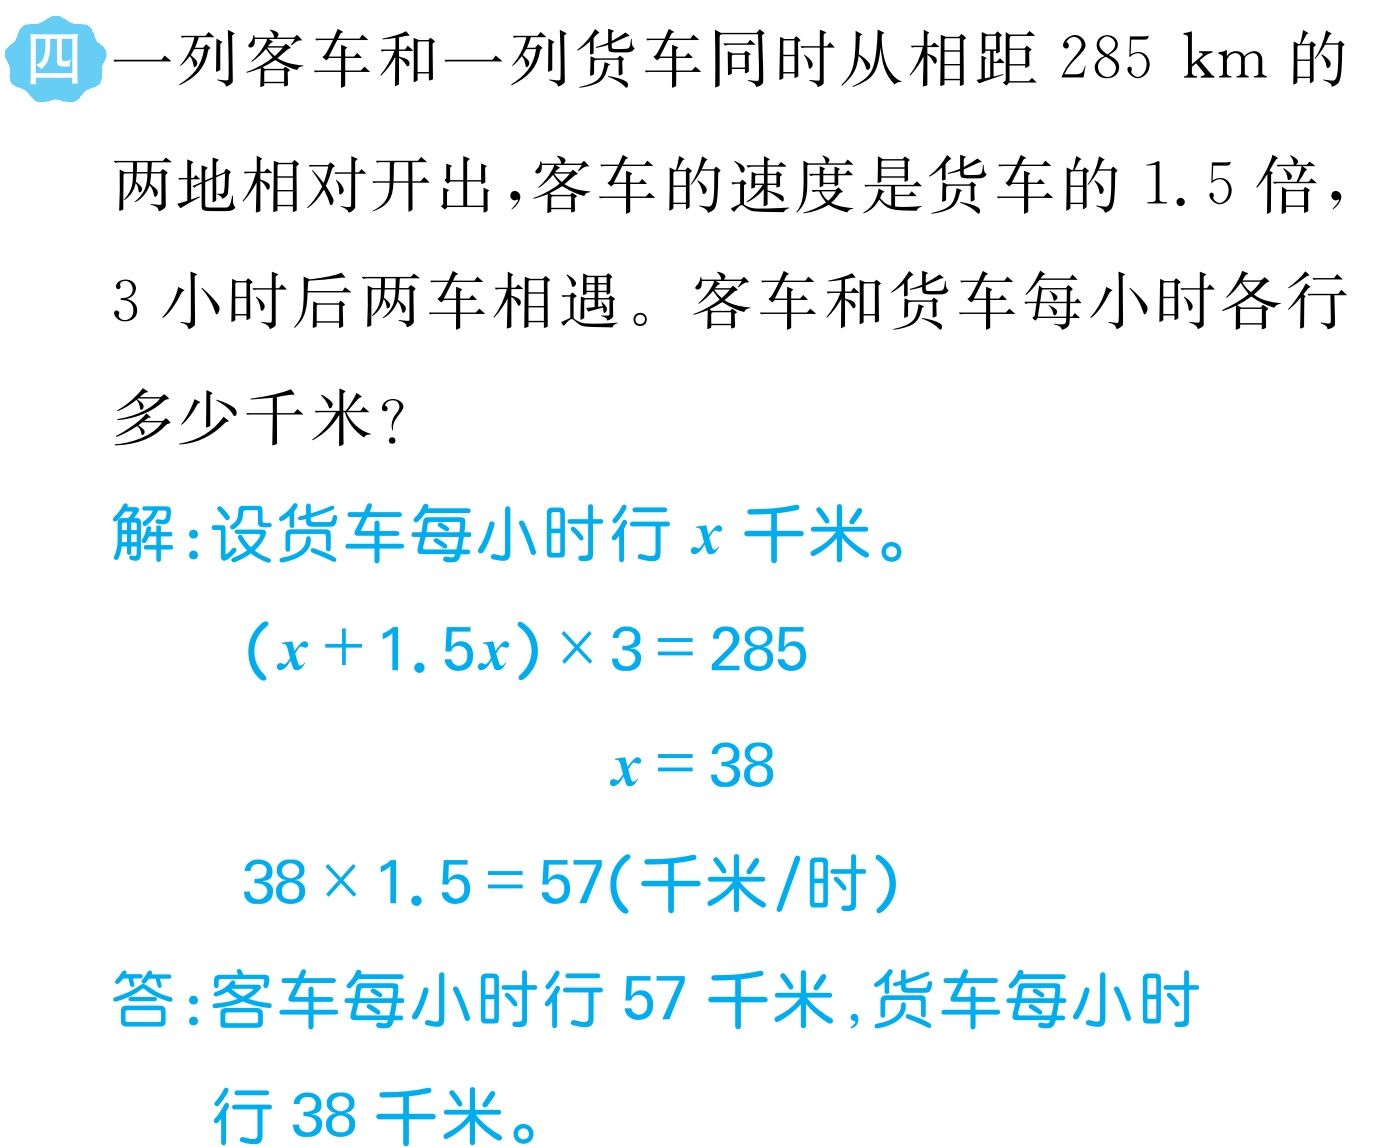 四 一列客车和一列货车同时从相距 285 km 的
两地相对开出,客车的速度是货车的 1.5 倍,
3 小时后两车相遇。客车和货车每小时各行
多少千米?
解:设货车每小时行 x 千米。
(x+1.5x)×3=285
x=38
38×1.5=57(千米/时)
答:客车每小时行 57 千米,货车每小时
行 38 千米。